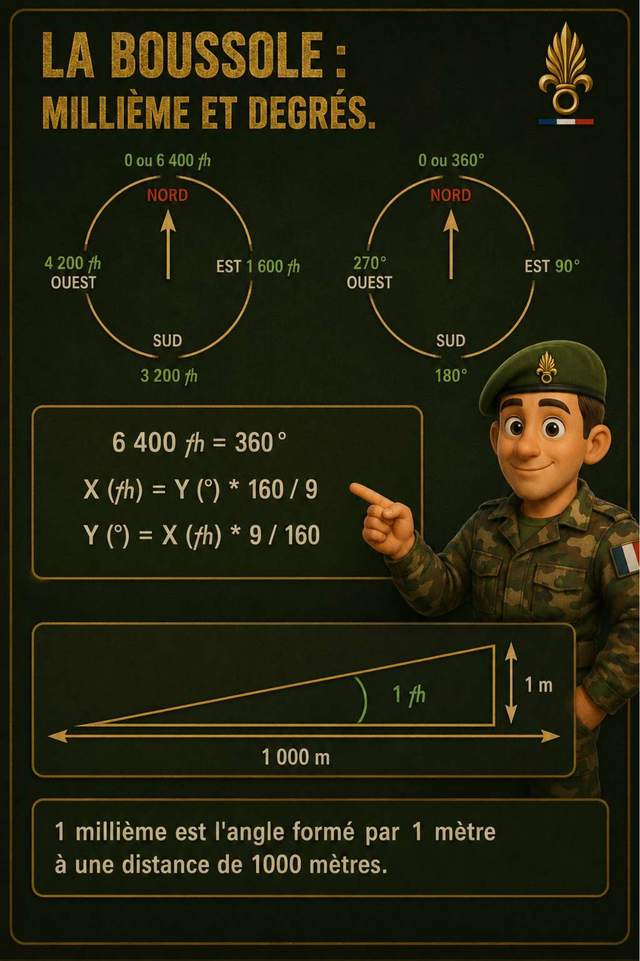 LA BOUSSOLE :
MILLIÈME ET DEGRÉS.
0 ou 6 400 ₥
NORD
4 200 ₥
OUEST
EST 1 600 ₥
SUD
3 200 ₥
0 ou 360°
NORD
270°
OUEST
EST 90°
SUD
180°
6 400 ₥ = 360°
X (₥) = Y (°) * 160 / 9
Y (°) = X (₥) * 9 / 160
1 ₥
1 m
1 000 m
1 millième est l'angle formé par 1 mètre
à une distance de 1000 mètres.